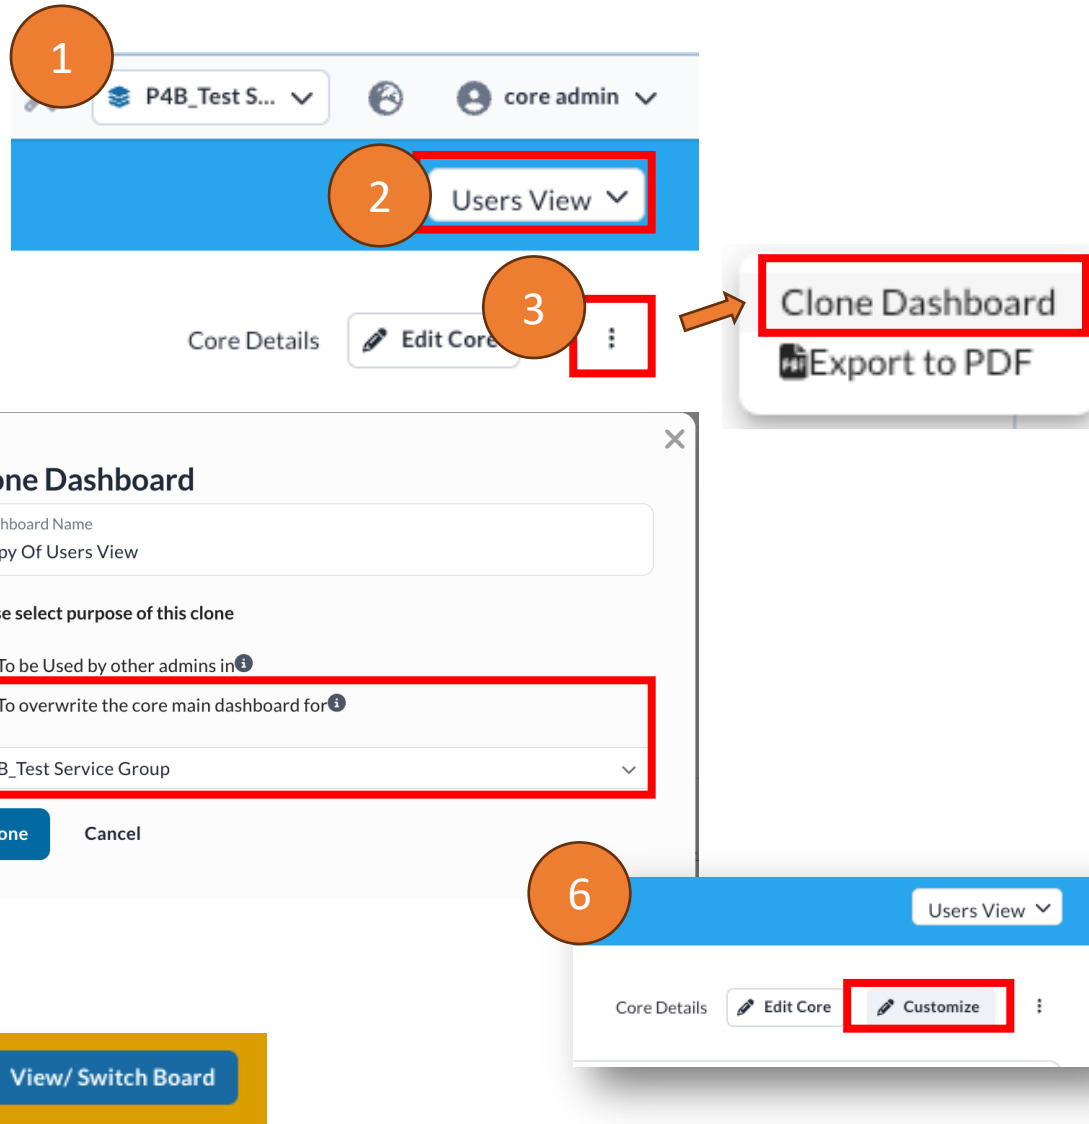 1
P4B_Test S...
core admin
2
Users View
3
Core Details
Edit Core
Clone Dashboard
Export to PDF
one Dashboard
hboard Name
py Of Users View
se select purpose of this clone
To be Used by other admins in
To overwrite the core main dashboard for
B_Test Service Group
one
Cancel
6
Users View
Core Details
Edit Core
Customize
View/ Switch Board